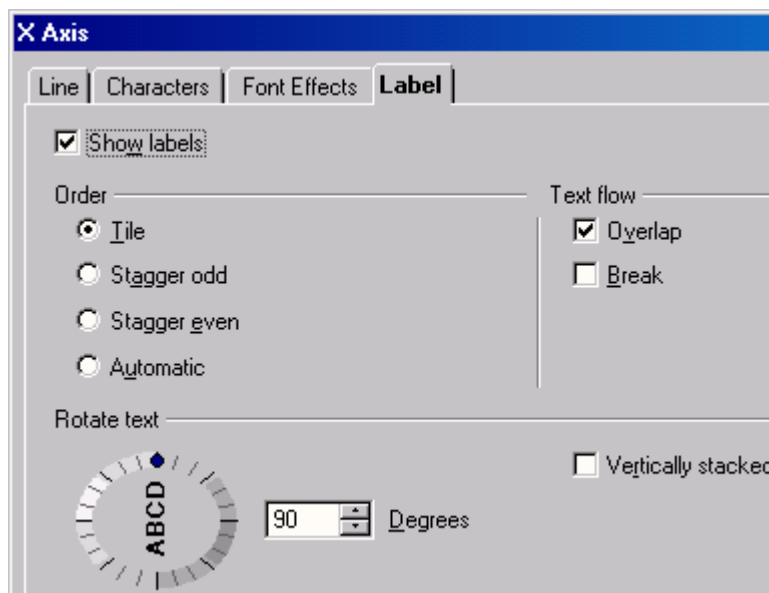 X Axis
Line Characters Font Effects Label
Show labels
Order
Tile
Stagger odd
Stagger even
Automatic
Text flow
Overlap
Break
Rotate text
ABCD
90 Degrees
Vertically stacked